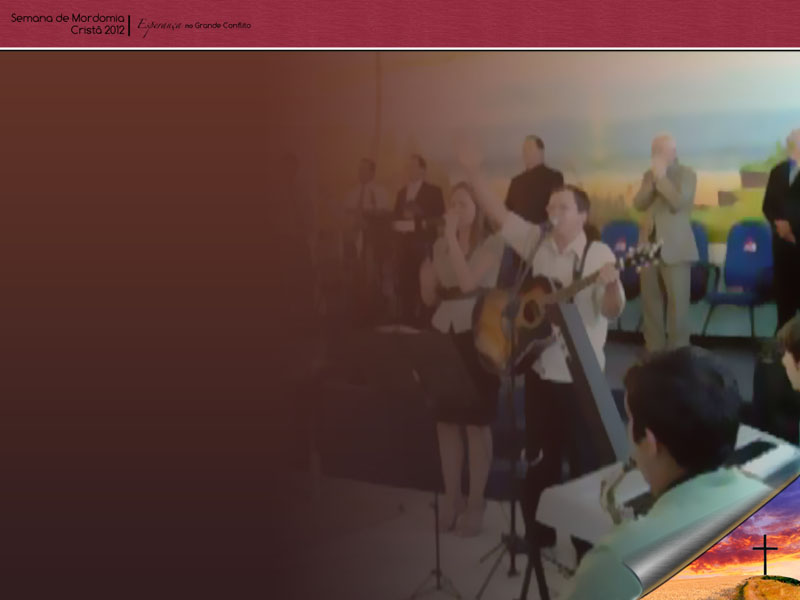 Semana de Mordomia
Cristã 2012
Esperança no Grande Conflito